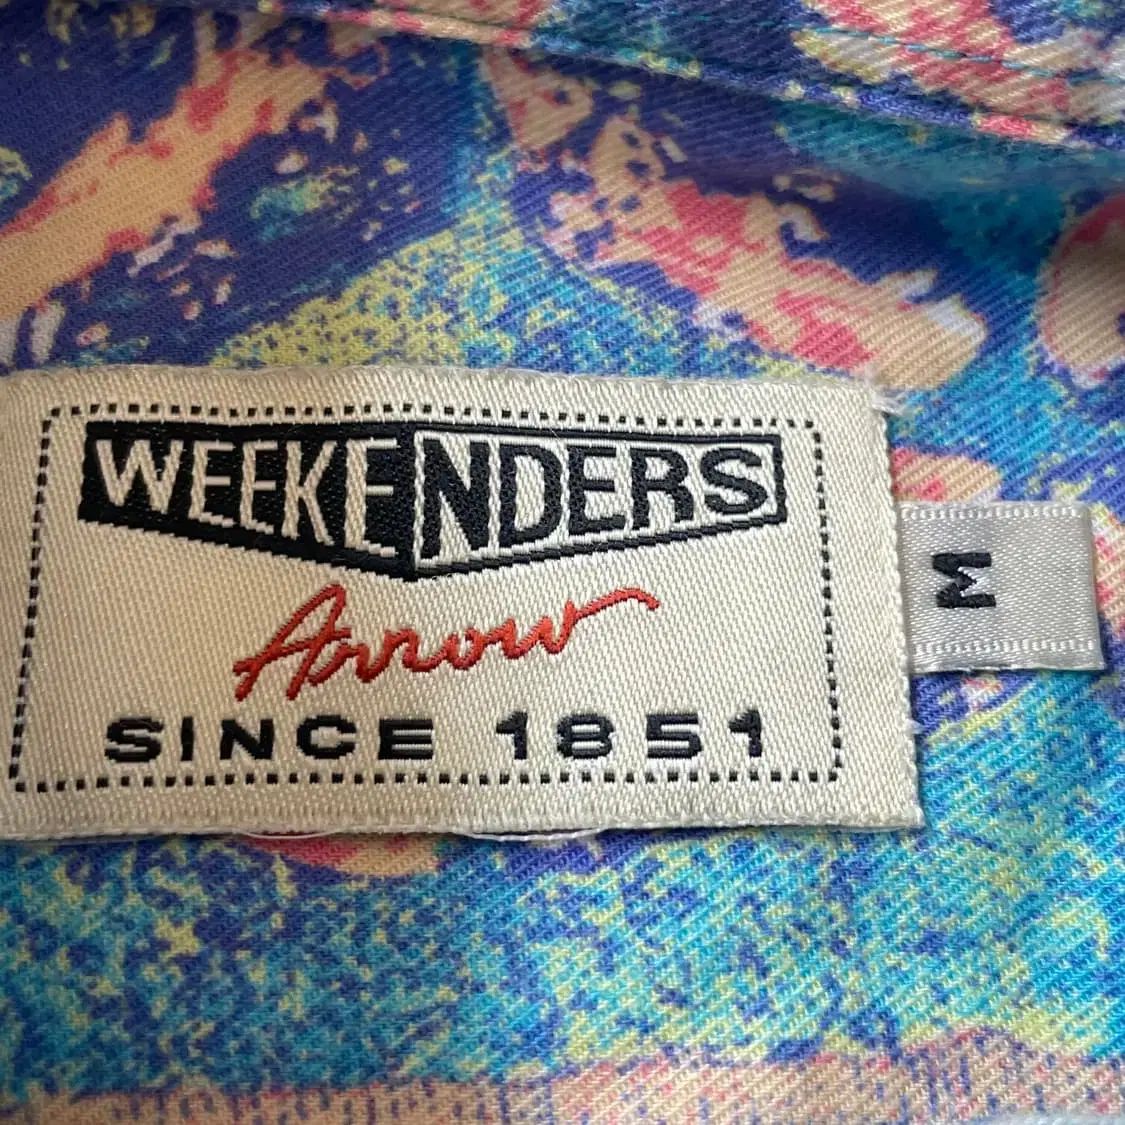 WEEKENDERS
Arrow
SINCE 1851
M